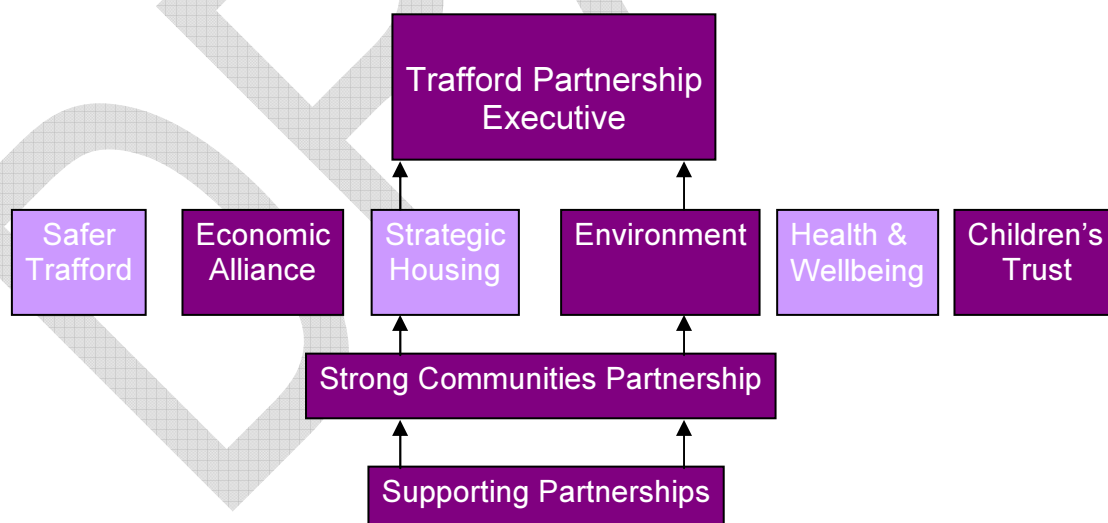 Trafford Partnership
Executive
Safer
Trafford
Economic
Alliance
Strategic
Housing
Environment
Health &
Wellbeing
Children’s
Trust
Strong Communities Partnership
Supporting Partnerships